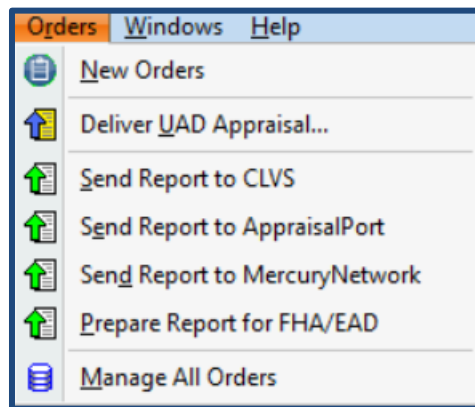 Orders Windows Help
New Orders
Deliver UAD Appraisal...
Send Report to CLVS
Send Report to AppraisalPort
Send Report to MercuryNetwork
Prepare Report for FHA/EAD
Manage All Orders